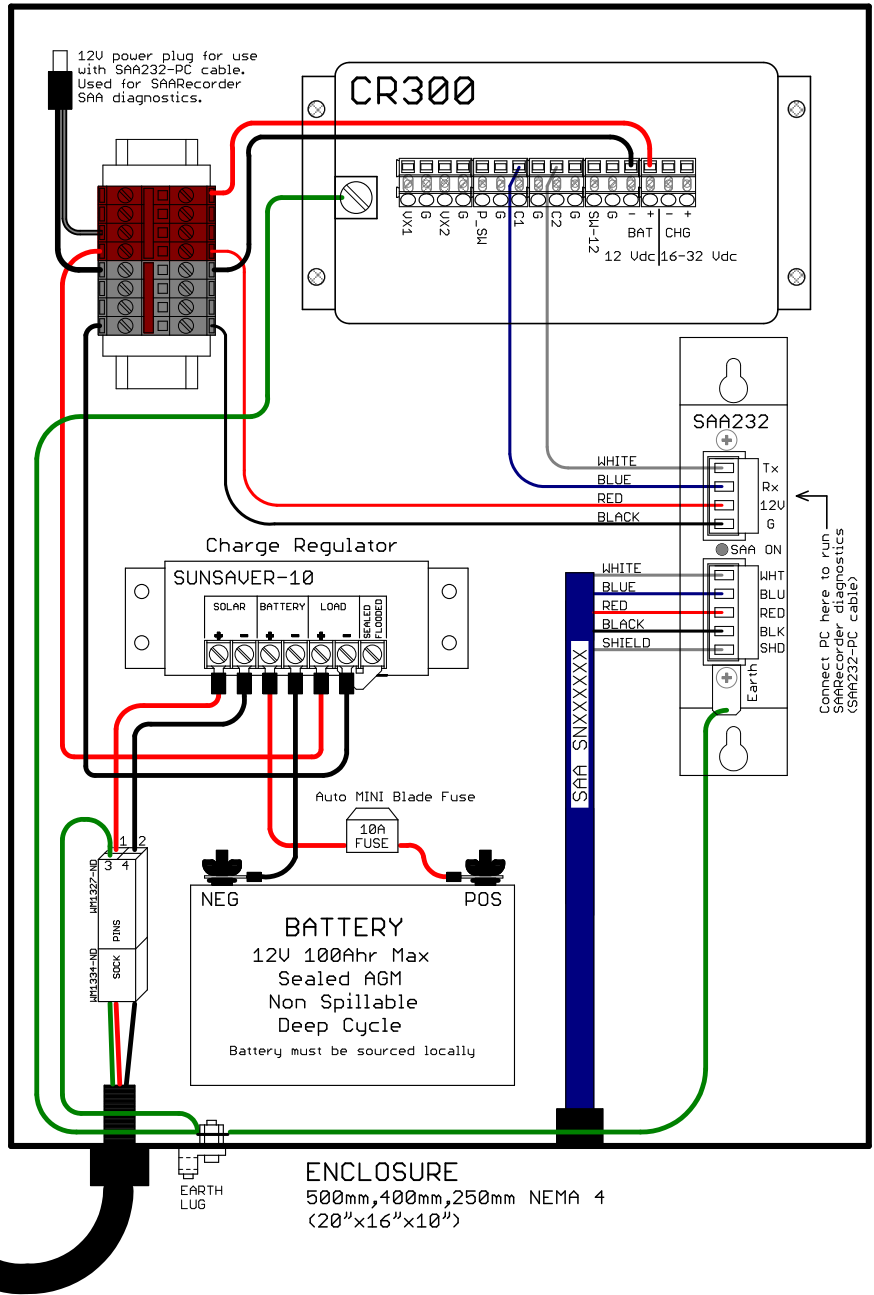 12V power plug for use
with SAA232-PC cable.
Used for SAARecorder
SAA diagnostics.
CR300
VX1
G
VX2
G
P_SW
G
C1
G
C2
G
SW-12
G
-
+
-
+
BAT
CHG
12 Vdc
16-32 Vdc
SAA232
WHITE
Tx
BLUE
Rx
RED
12V
BLACK
G
SAA ON
WHITE
WHT
BLUE
BLU
RED
RED
BLACK
BLK
SHIELD
SHD
Earth
Connect PC here to run
SAARecorder diagnostics
(SAA232-PC cable)
Charge Regulator
SUNSAVER-10
SOLAR
BATTERY
LOAD
SEALED
FLOODED
+ - + - + -
SAA SNXXXXXX
Auto MINI Blade Fuse
10A
FUSE
NEG
POS
1 2
3 4
WM1327-ND
PINS
WM1334-ND
SOCK
BATTERY
12V 100Ahr Max
Sealed AGM
Non Spillable
Deep Cycle
Battery must be sourced locally
EARTH
LUG
ENCLOSURE
500mm,400mm,250mm NEMA 4
(20"x16"x10")